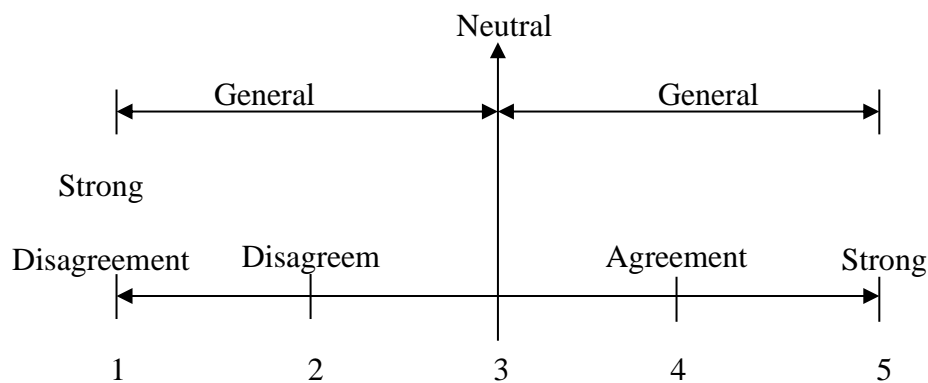 Neutral
General General
Strong
Disagreement Disagreem Agreement Strong
1 2 3 4 5